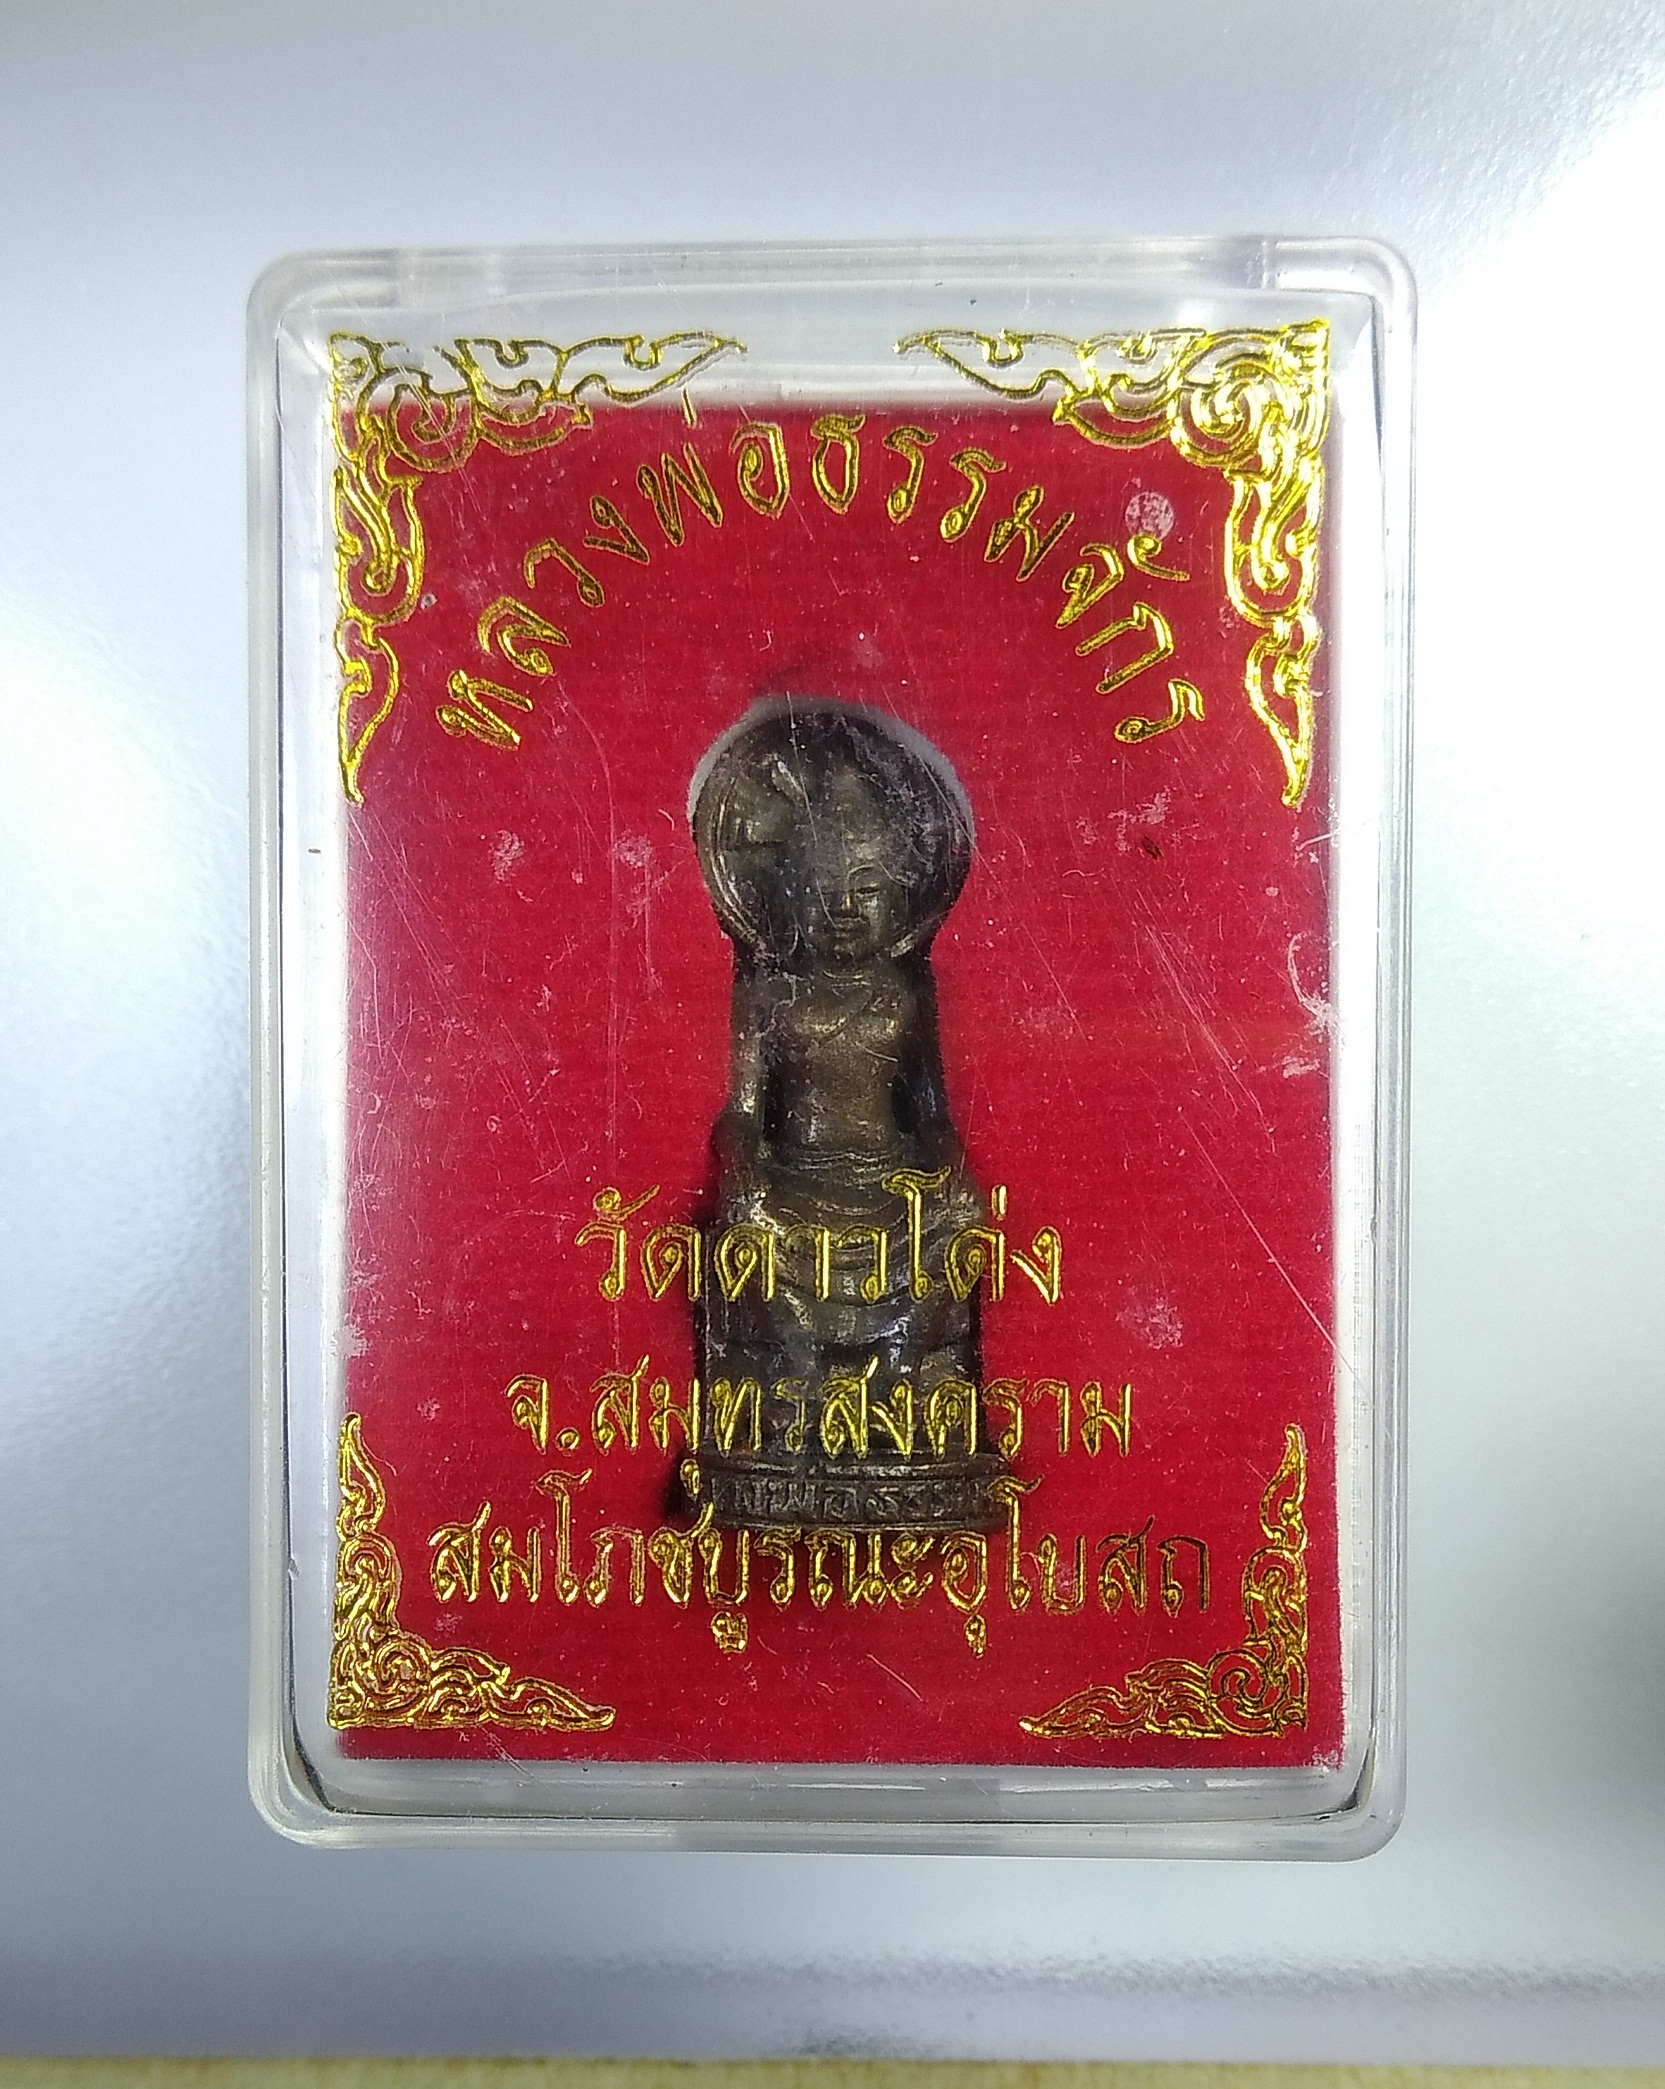 หลวงพ่อธรรมจักร
วัดดาวโด่ง
จ.สมุทรสงคราม
สมโภชบูรณะอุโบสถ